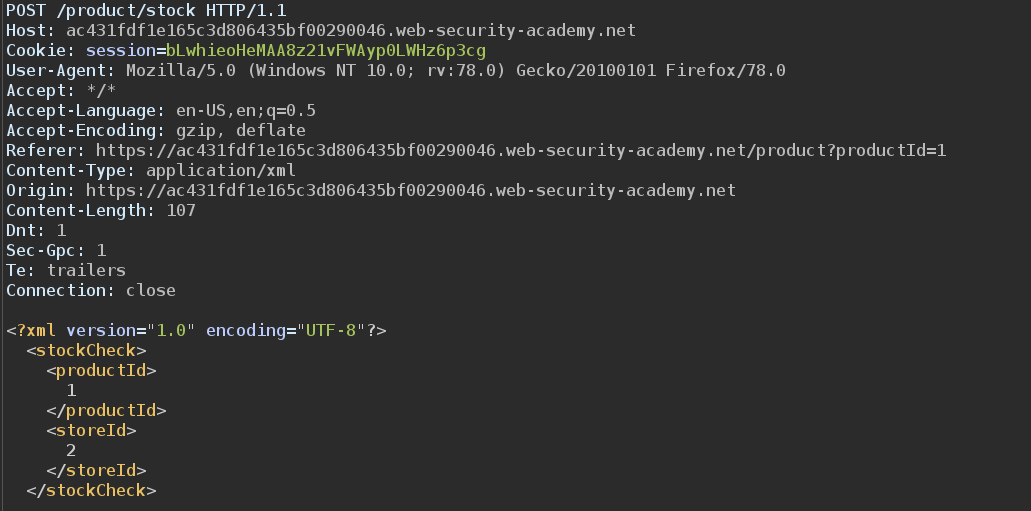 POST /product/stock HTTP/1.1
Host: ac431fdf1e165c3d806435bf00290046.web-security-academy.net
Cookie: session=bLwhieoHeMAA8z21vFWAyp0LWHz6p3cg
User-Agent: Mozilla/5.0 (Windows NT 10.0; rv:78.0) Gecko/20100101 Firefox/78.0
Accept: */*
Accept-Language: en-US,en;q=0.5
Accept-Encoding: gzip, deflate
Referer: https://ac431fdf1e165c3d806435bf00290046.web-security-academy.net/product?productId=1
Content-Type: application/xml
Origin: https://ac431fdf1e165c3d806435bf00290046.web-security-academy.net
Content-Length: 107
Dnt: 1
Sec-Gpc: 1
Te: trailers
Connection: close

<?xml version="1.0" encoding="UTF-8"?>
  <stockCheck>
    <productId>
      1
    </productId>
    <storeId>
      2
    </storeId>
  </stockCheck>